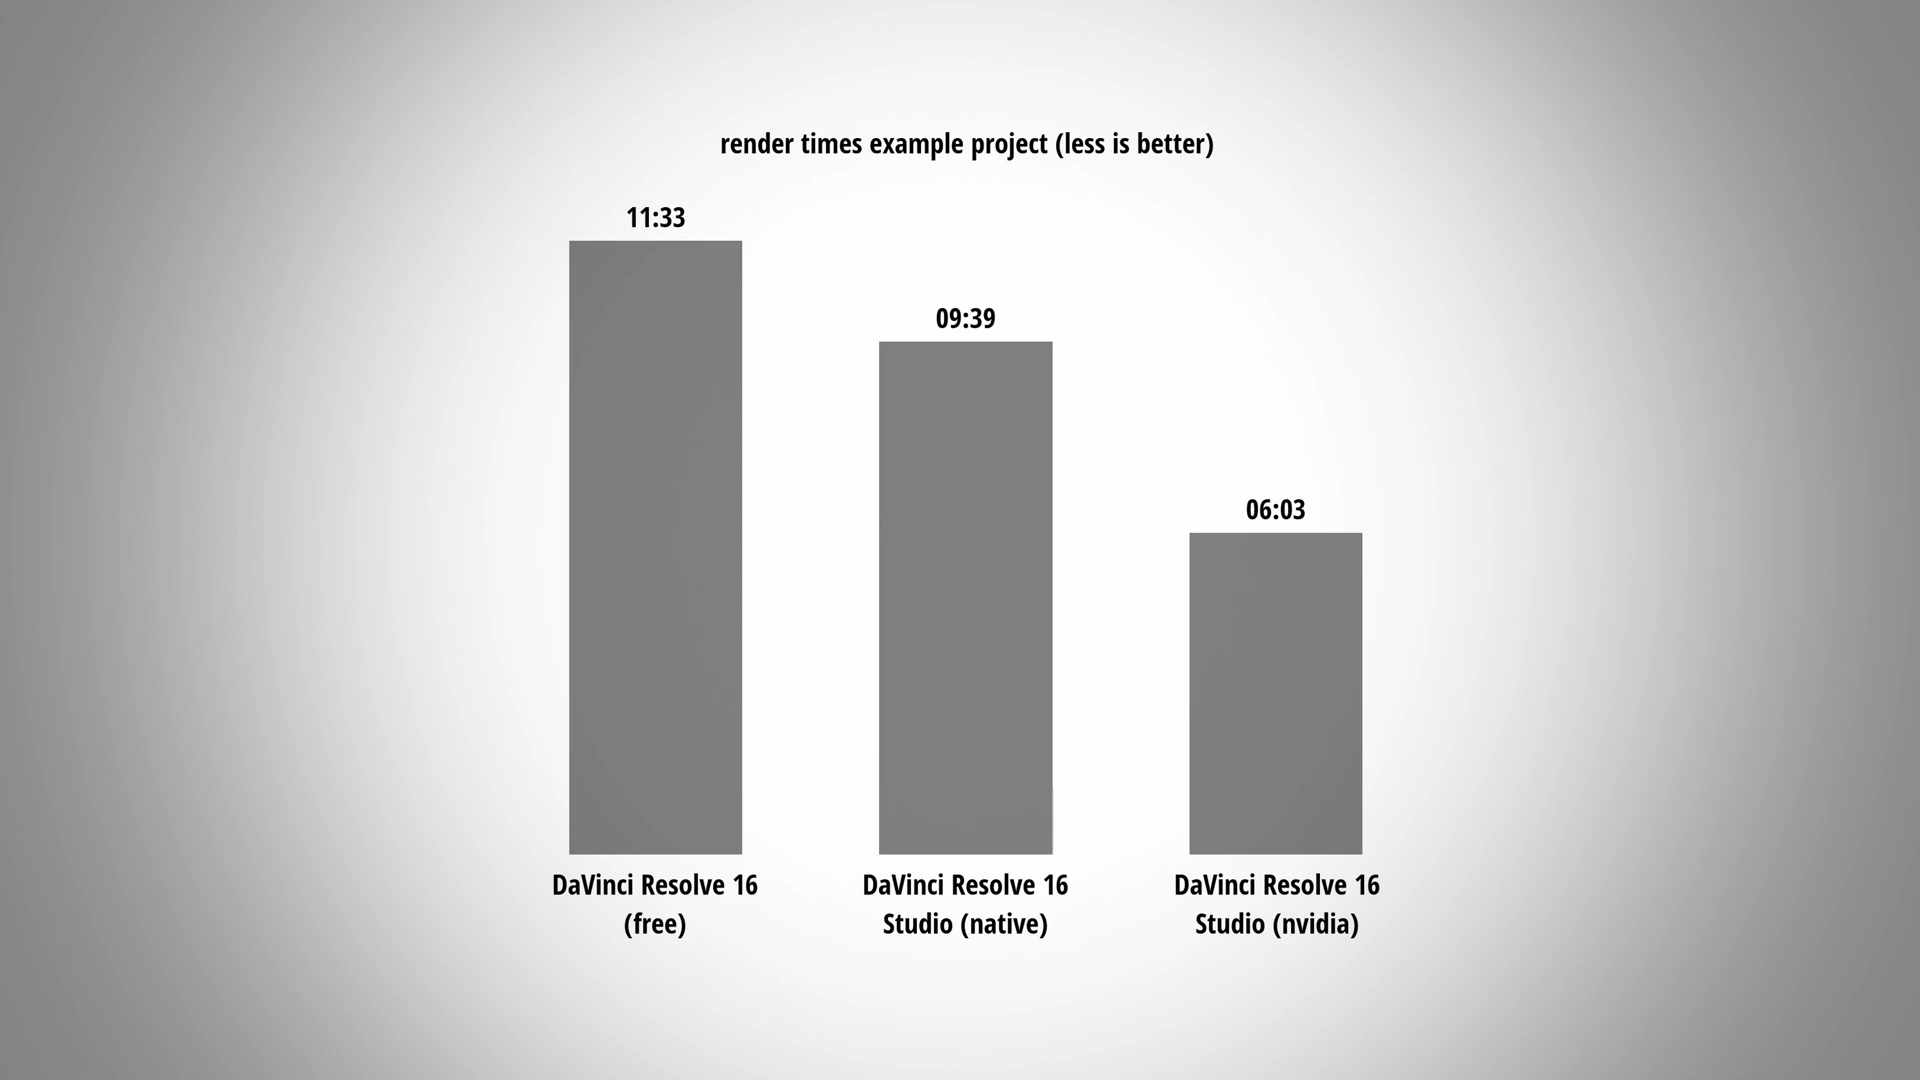 render times example project (less is better)
11:33
09:39
06:03
DaVinci Resolve 16
(free)
DaVinci Resolve 16
Studio (native)
DaVinci Resolve 16
Studio (nvidia)